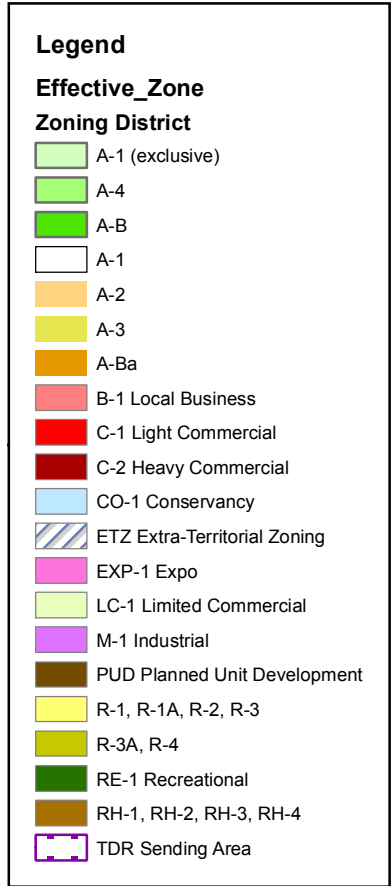 Legend
Effective_Zone
Zoning District
A-1 (exclusive)
A-4
A-B
A-1
A-2
A-3
A-Ba
B-1 Local Business
C-1 Light Commercial
C-2 Heavy Commercial
CO-1 Conservancy
ETZ Extra-Territorial Zoning
EXP-1 Expo
LC-1 Limited Commercial
M-1 Industrial
PUD Planned Unit Development
R-1, R-1A, R-2, R-3
R-3A, R-4
RE-1 Recreational
RH-1, RH-2, RH-3, RH-4
TDR Sending Area